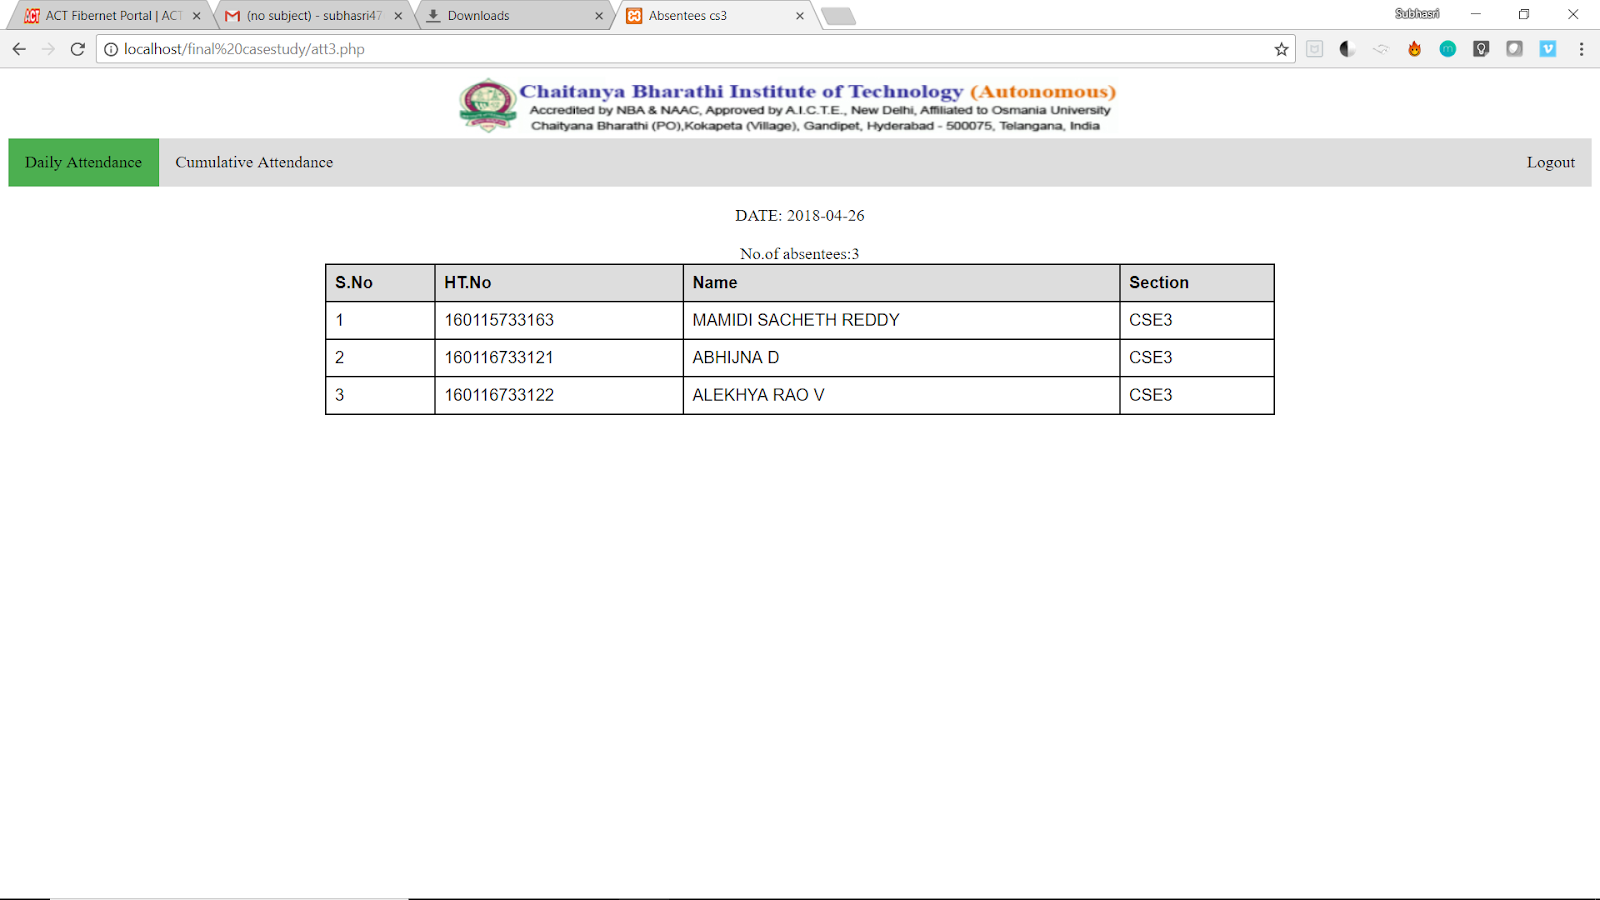 ACT Fibernet Portal | ACT
(no subject) - subhasri47
Downloads
Absentees cs3
Subhasri
localhost/final%20casestudy/att3.php
Chaitanya Bharathi Institute of Technology (Autonomous)
Accredited by NBA & NAAC, Approved by A.I.C.T.E., New Delhi, Affiliated to Osmania University
Chaityana Bharathi (PO),Kokapeta (Village), Gandipet, Hyderabad - 500075, Telangana, India
Daily Attendance Cumulative Attendance Logout
DATE: 2018-04-26
No.of absentees:3
S.No HT.No Name Section
1 160115733163 MAMIDI SACHETH REDDY CSE3
2 160116733121 ABHIJNA D CSE3
3 160116733122 ALEKHYA RAO V CSE3